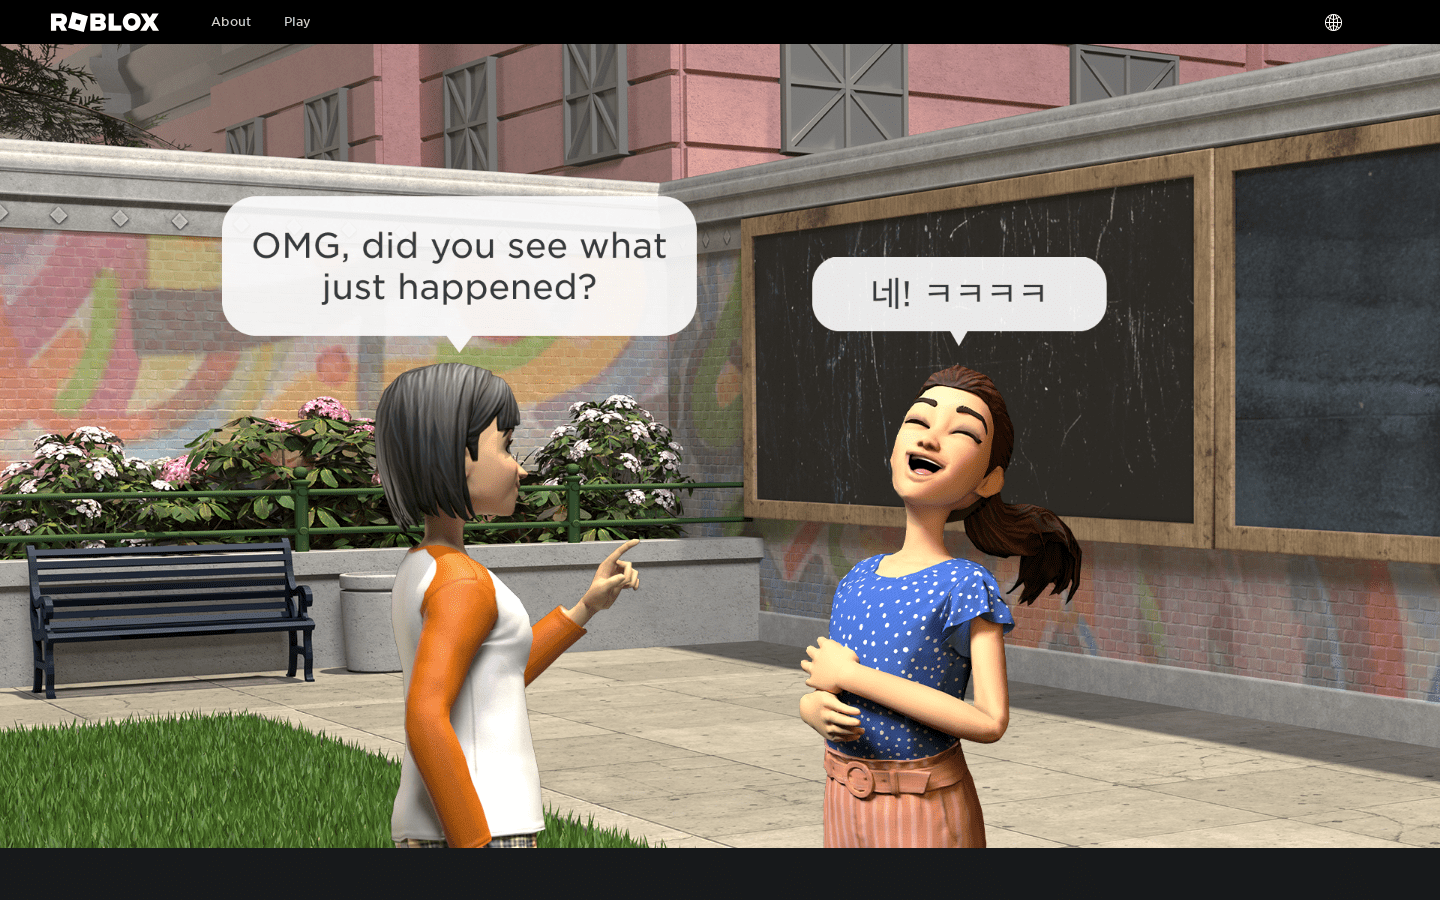 ROBLOX
About
Play
OMG, did you see what
just happened?
네! ㅋㅋㅋㅋ